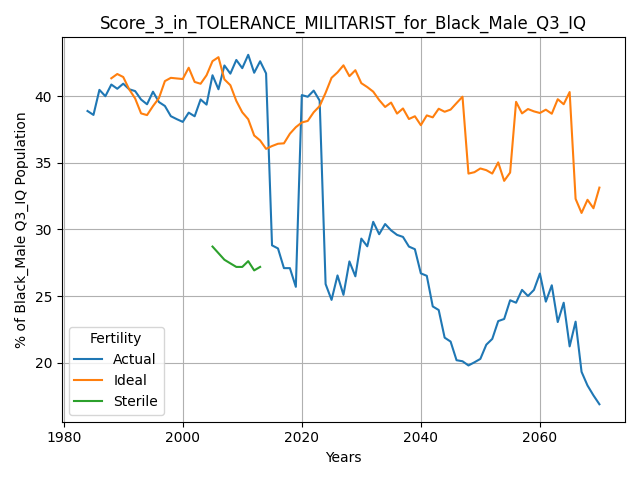 Score_3_in_TOLERANCE_MILITARIST_for_Black_Male_Q3_IQ
% of Black_Male Q3_IQ Population
40
35
30
25
20
Fertility
Actual
Ideal
Sterile
1980
2000
2020
2040
2060
Years